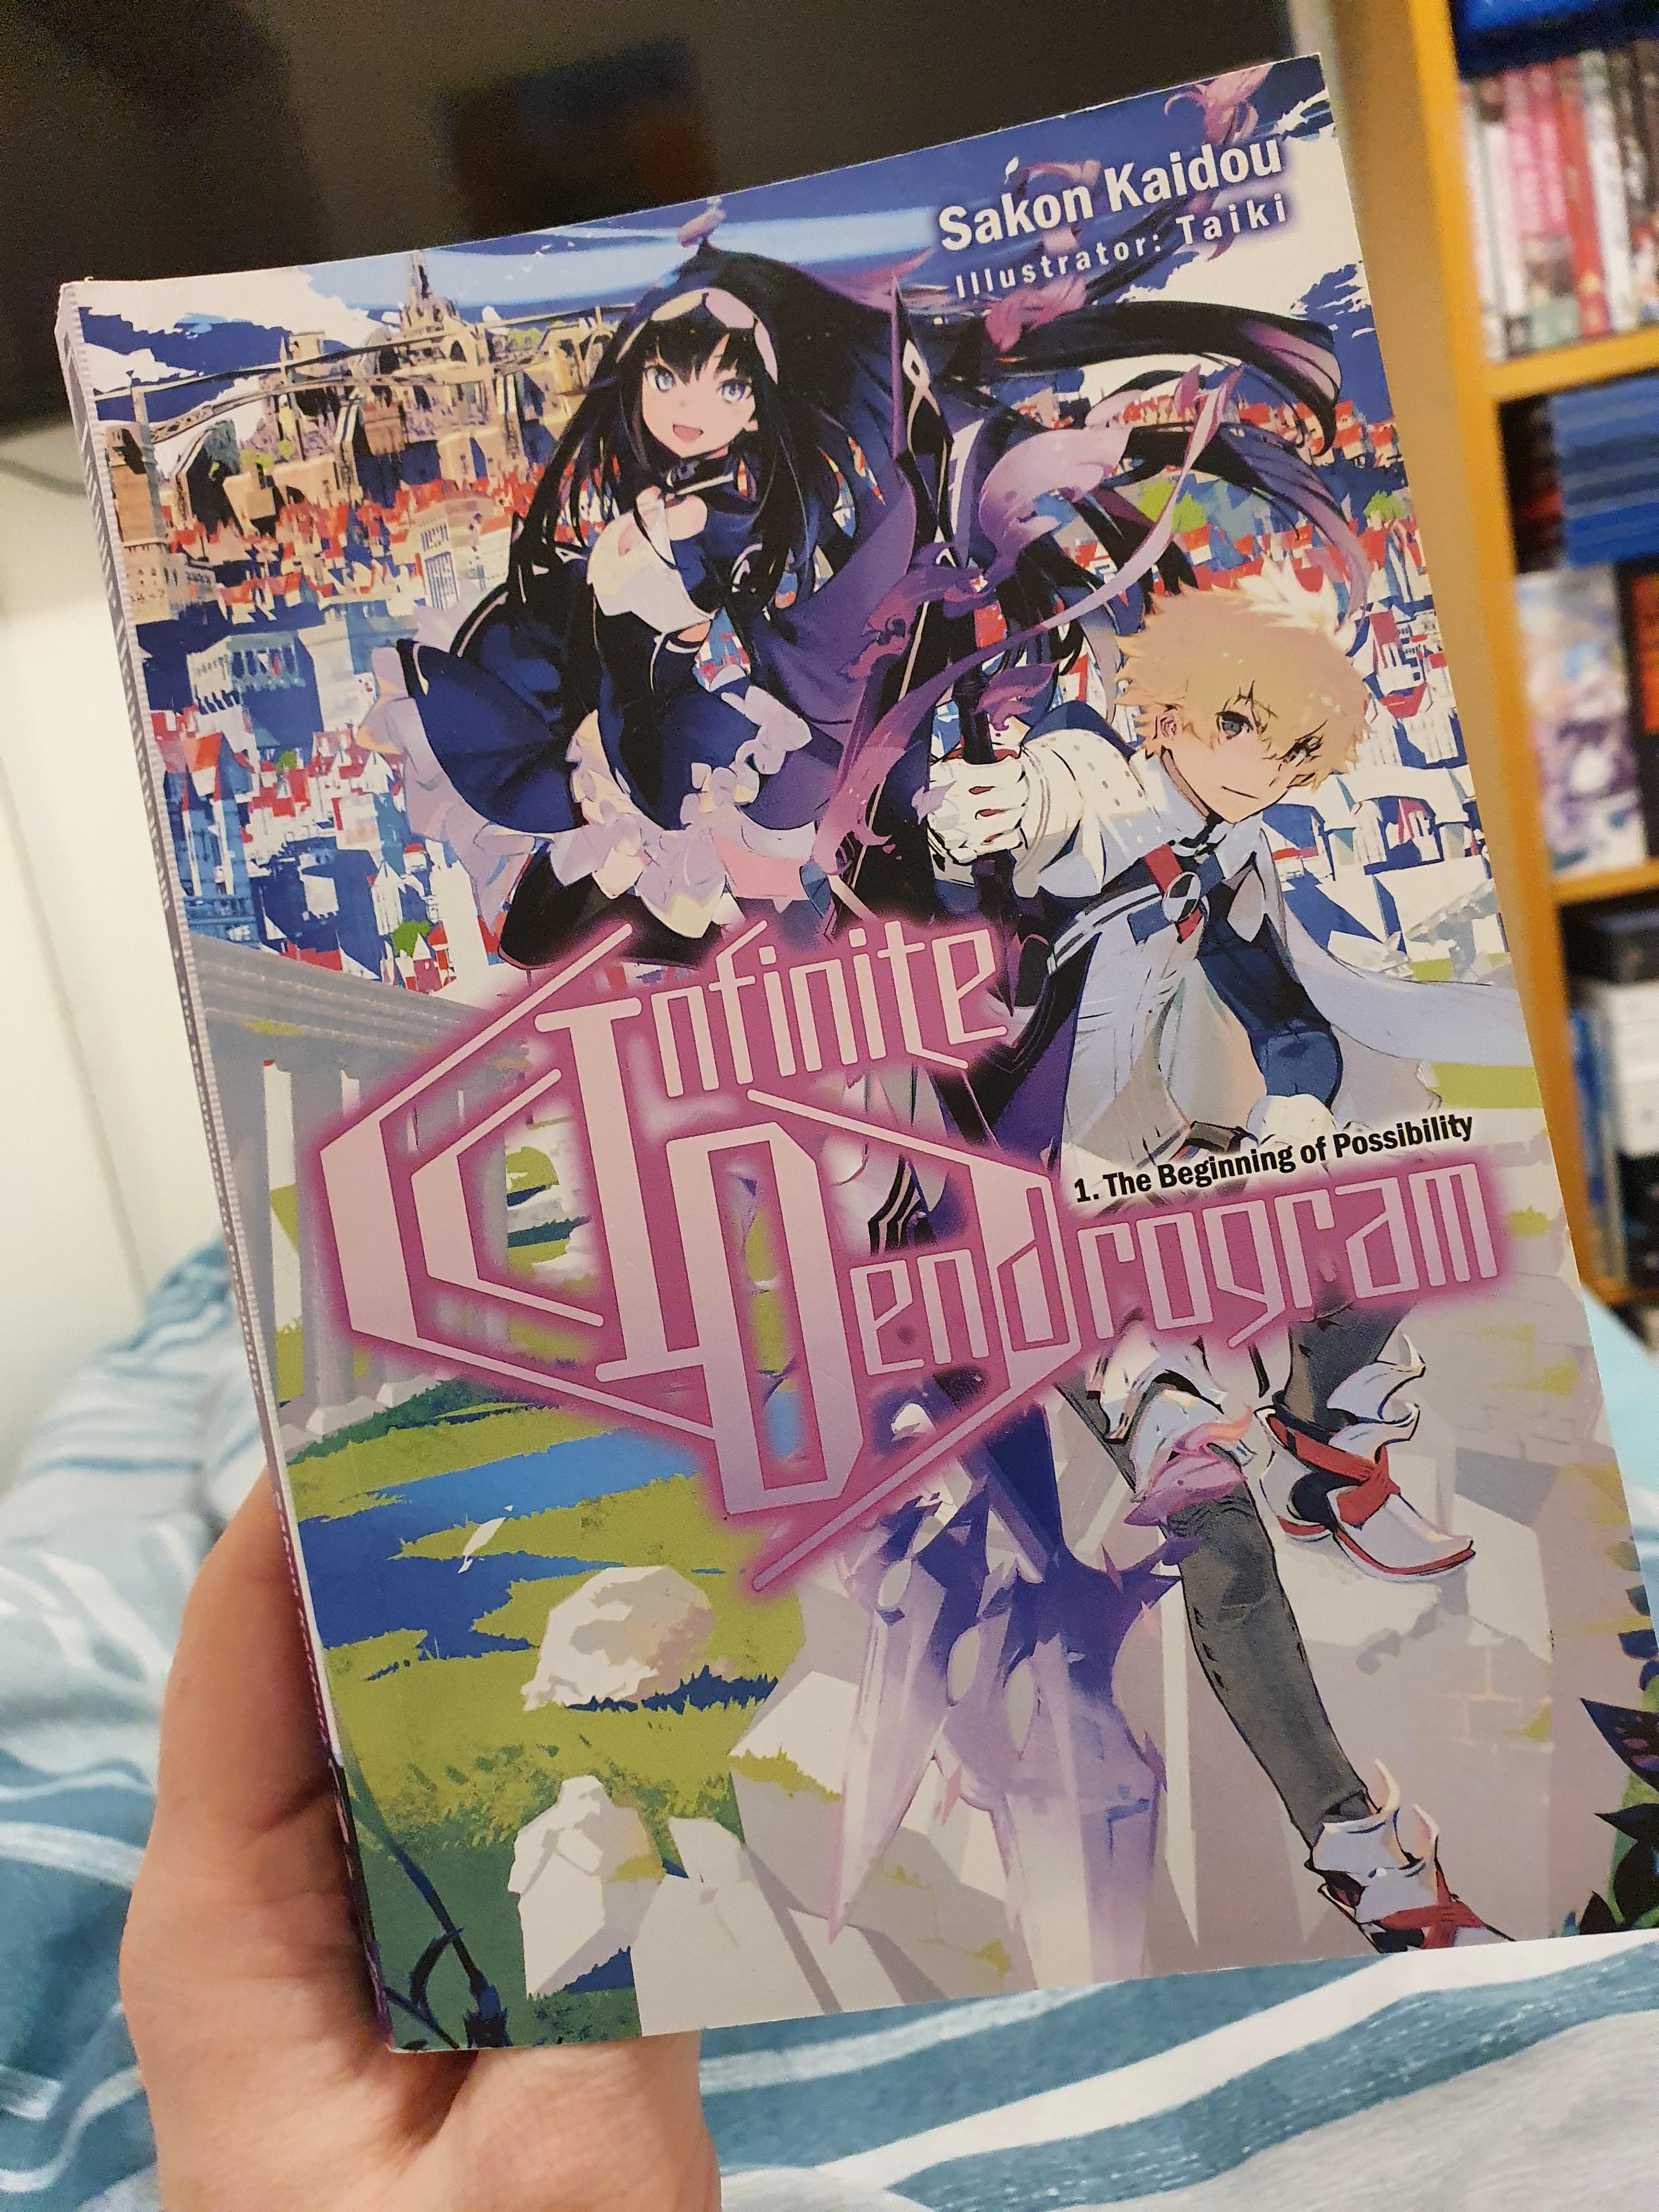 Sakon Kaidou
Illustrator: Taiki
Infinite
1. The Beginning of Possibility
Dendrogram